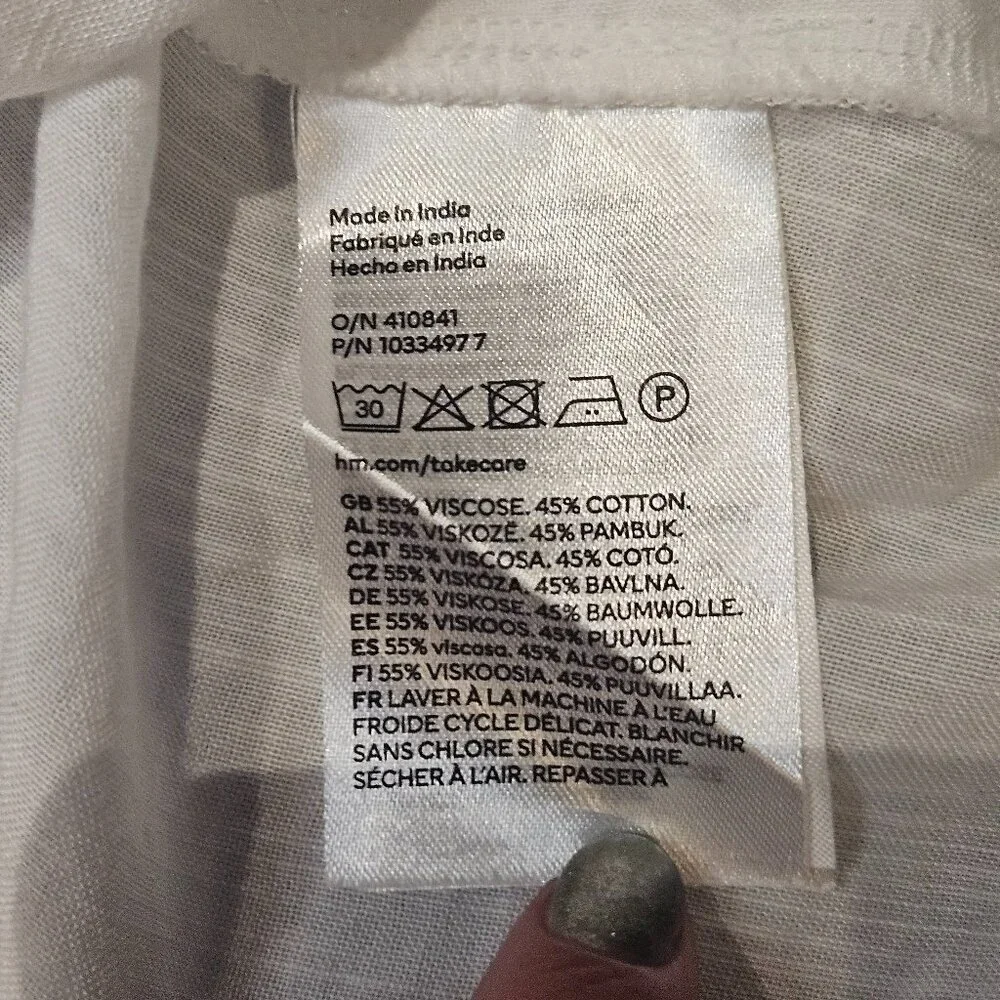 Made in India
Fabriqué en Inde
Hecho en India
O/N 410841
P/N 1033497 7
30 P
hm.com/takecare
GB 55% VISCOSE. 45% COTTON.
AL 55% VISKOZË. 45% PAMBUK.
CAT 55% VISCOSA. 45% COTÓ.
CZ 55% VISKÓZA. 45% BAVLNA.
DE 55% VISKOSE. 45% BAUMWOLLE.
EE 55% VISKOOS. 45% PUUVILL.
ES 55% viscosa. 45% ALGODÓN.
FI 55% VISKOOSIA. 45% PUUVILLAA.
FR LAVER À LA MACHINE À L'EAU
FROIDE CYCLE DÉLICAT. BLANCHIR
SANS CHLORE SI NÉCESSAIRE.
SÉCHER À L'AIR. REPASSER À